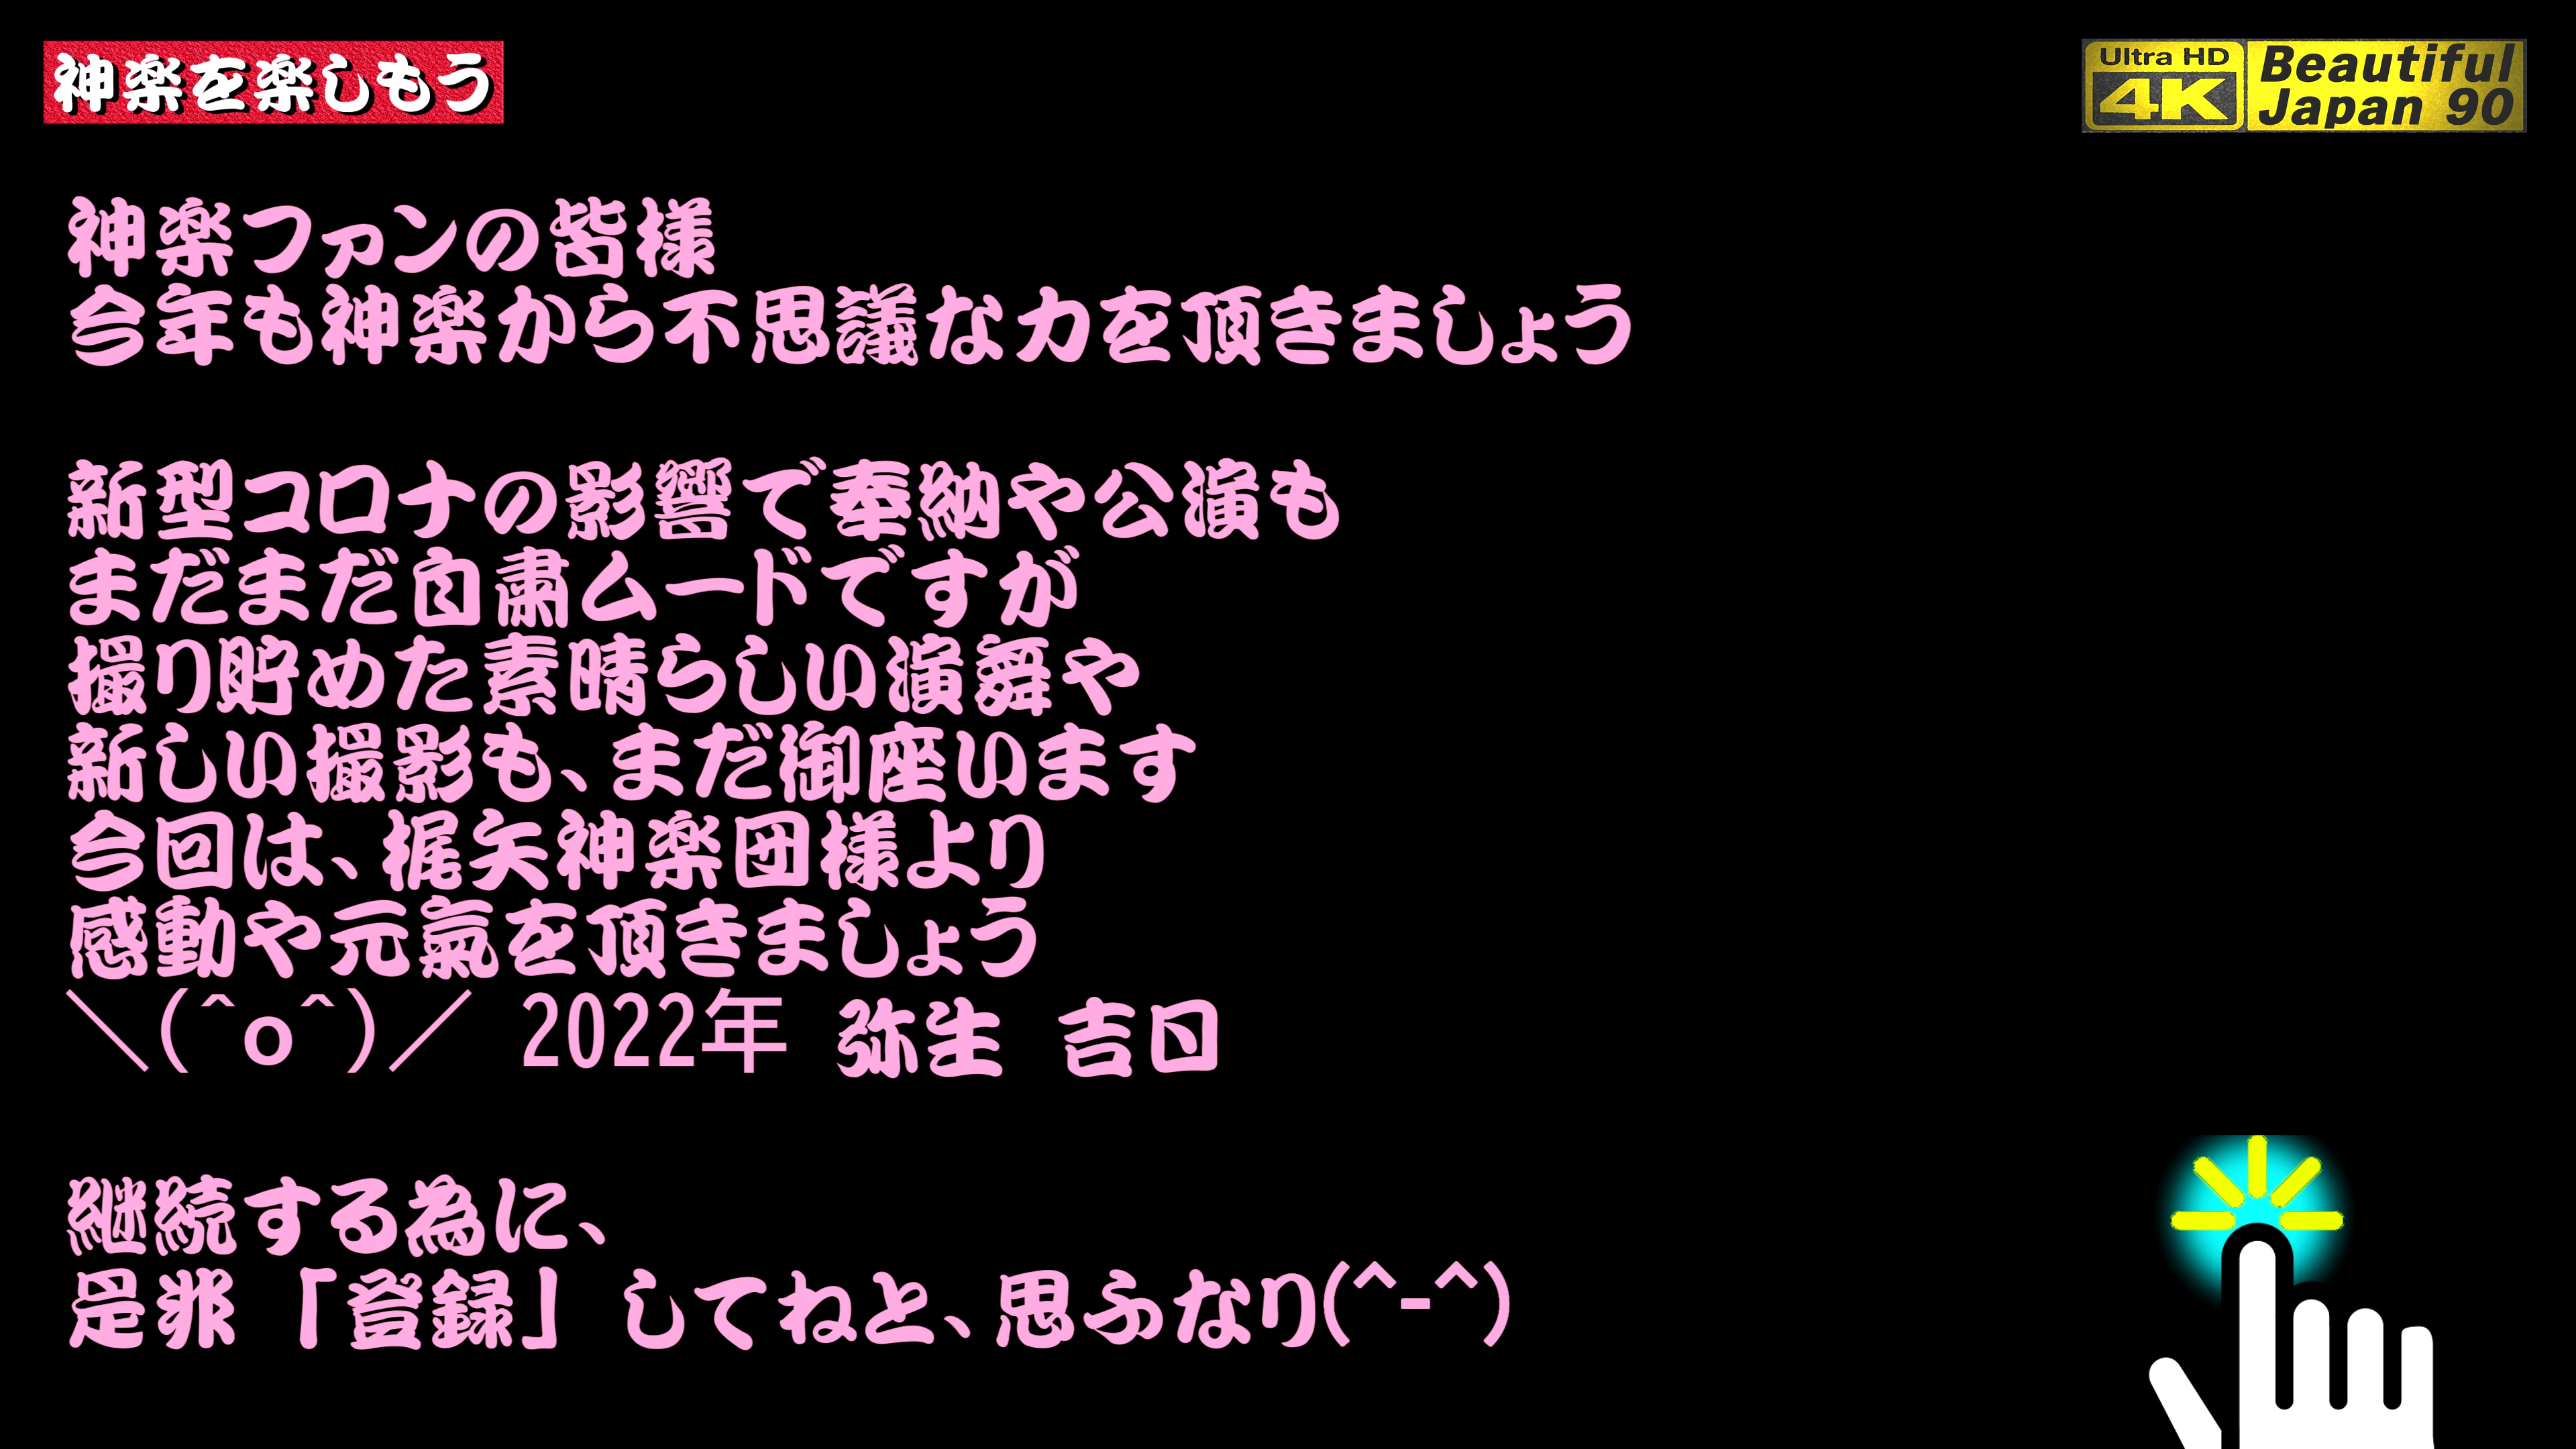 神楽を楽しもう
Ultra HD
4K
Beautiful
Japan 90
神楽ファンの皆様
今年も神楽から不思議な力を頂きましょう
新型コロナの影響で奉納や公演も
まだまだ自粛ムードですが
撮り貯めた素晴らしい演舞や
新しい撮影も、まだ御座います
今回は、梶矢神楽団様より
感動や元氣を頂きましょう
＼(^o^)／ 2022年 弥生 吉日
継続する為に、
是非「登録」してねと、思ふなり(^-^)